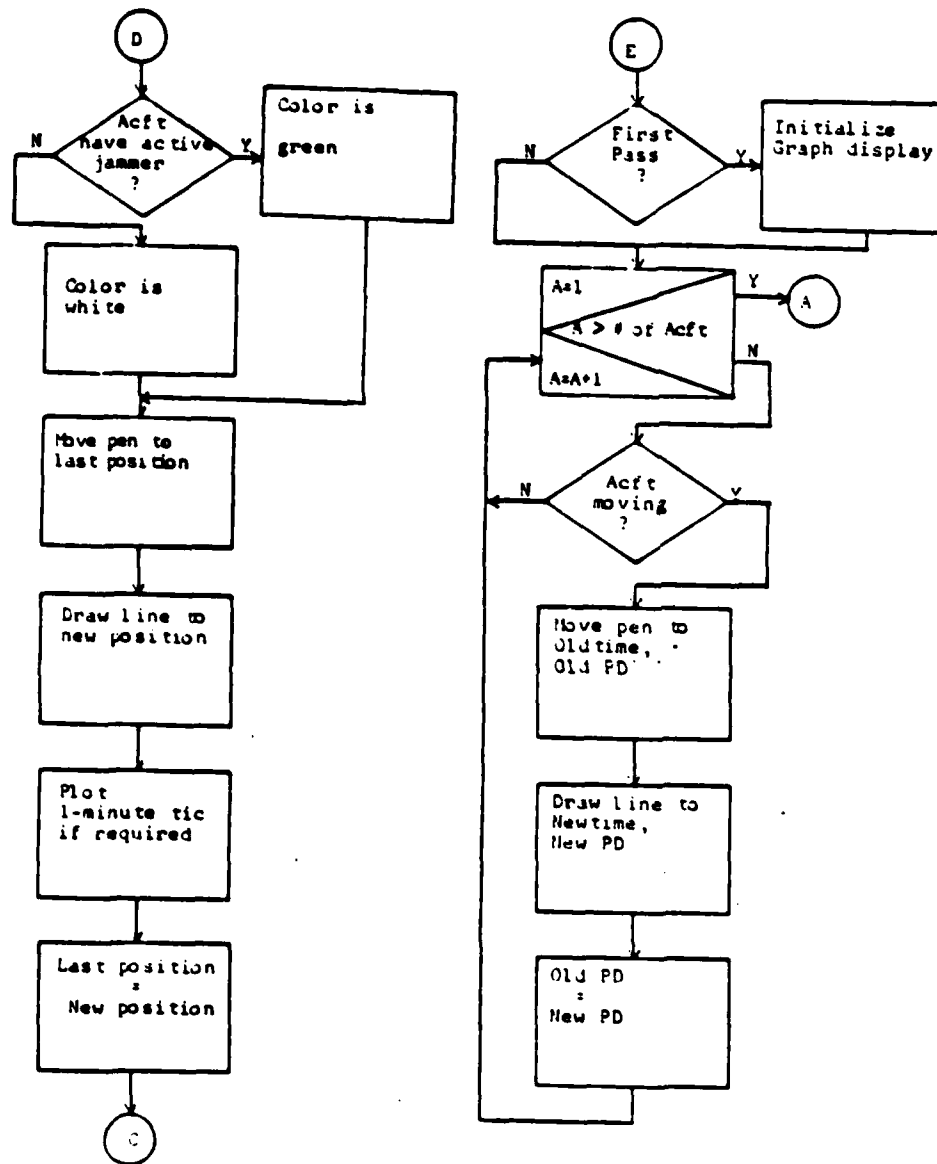 D
Acft
have active
jammer
?
N
Y
Color is
green
Color is
white
Move pen to
last position
Draw line to
new position
Plot
1-minute tic
if required
Last position
=
New position
C
E
First
Pass
?
N
Y
Initialize
Graph display
A=1
A > # of Acft
A=A+1
Y
A
N
Acft
moving
?
N
Y
Move pen to
Oldtime,
Old PD
Draw line to
Newtime,
New PD
Old PD
=
New PD